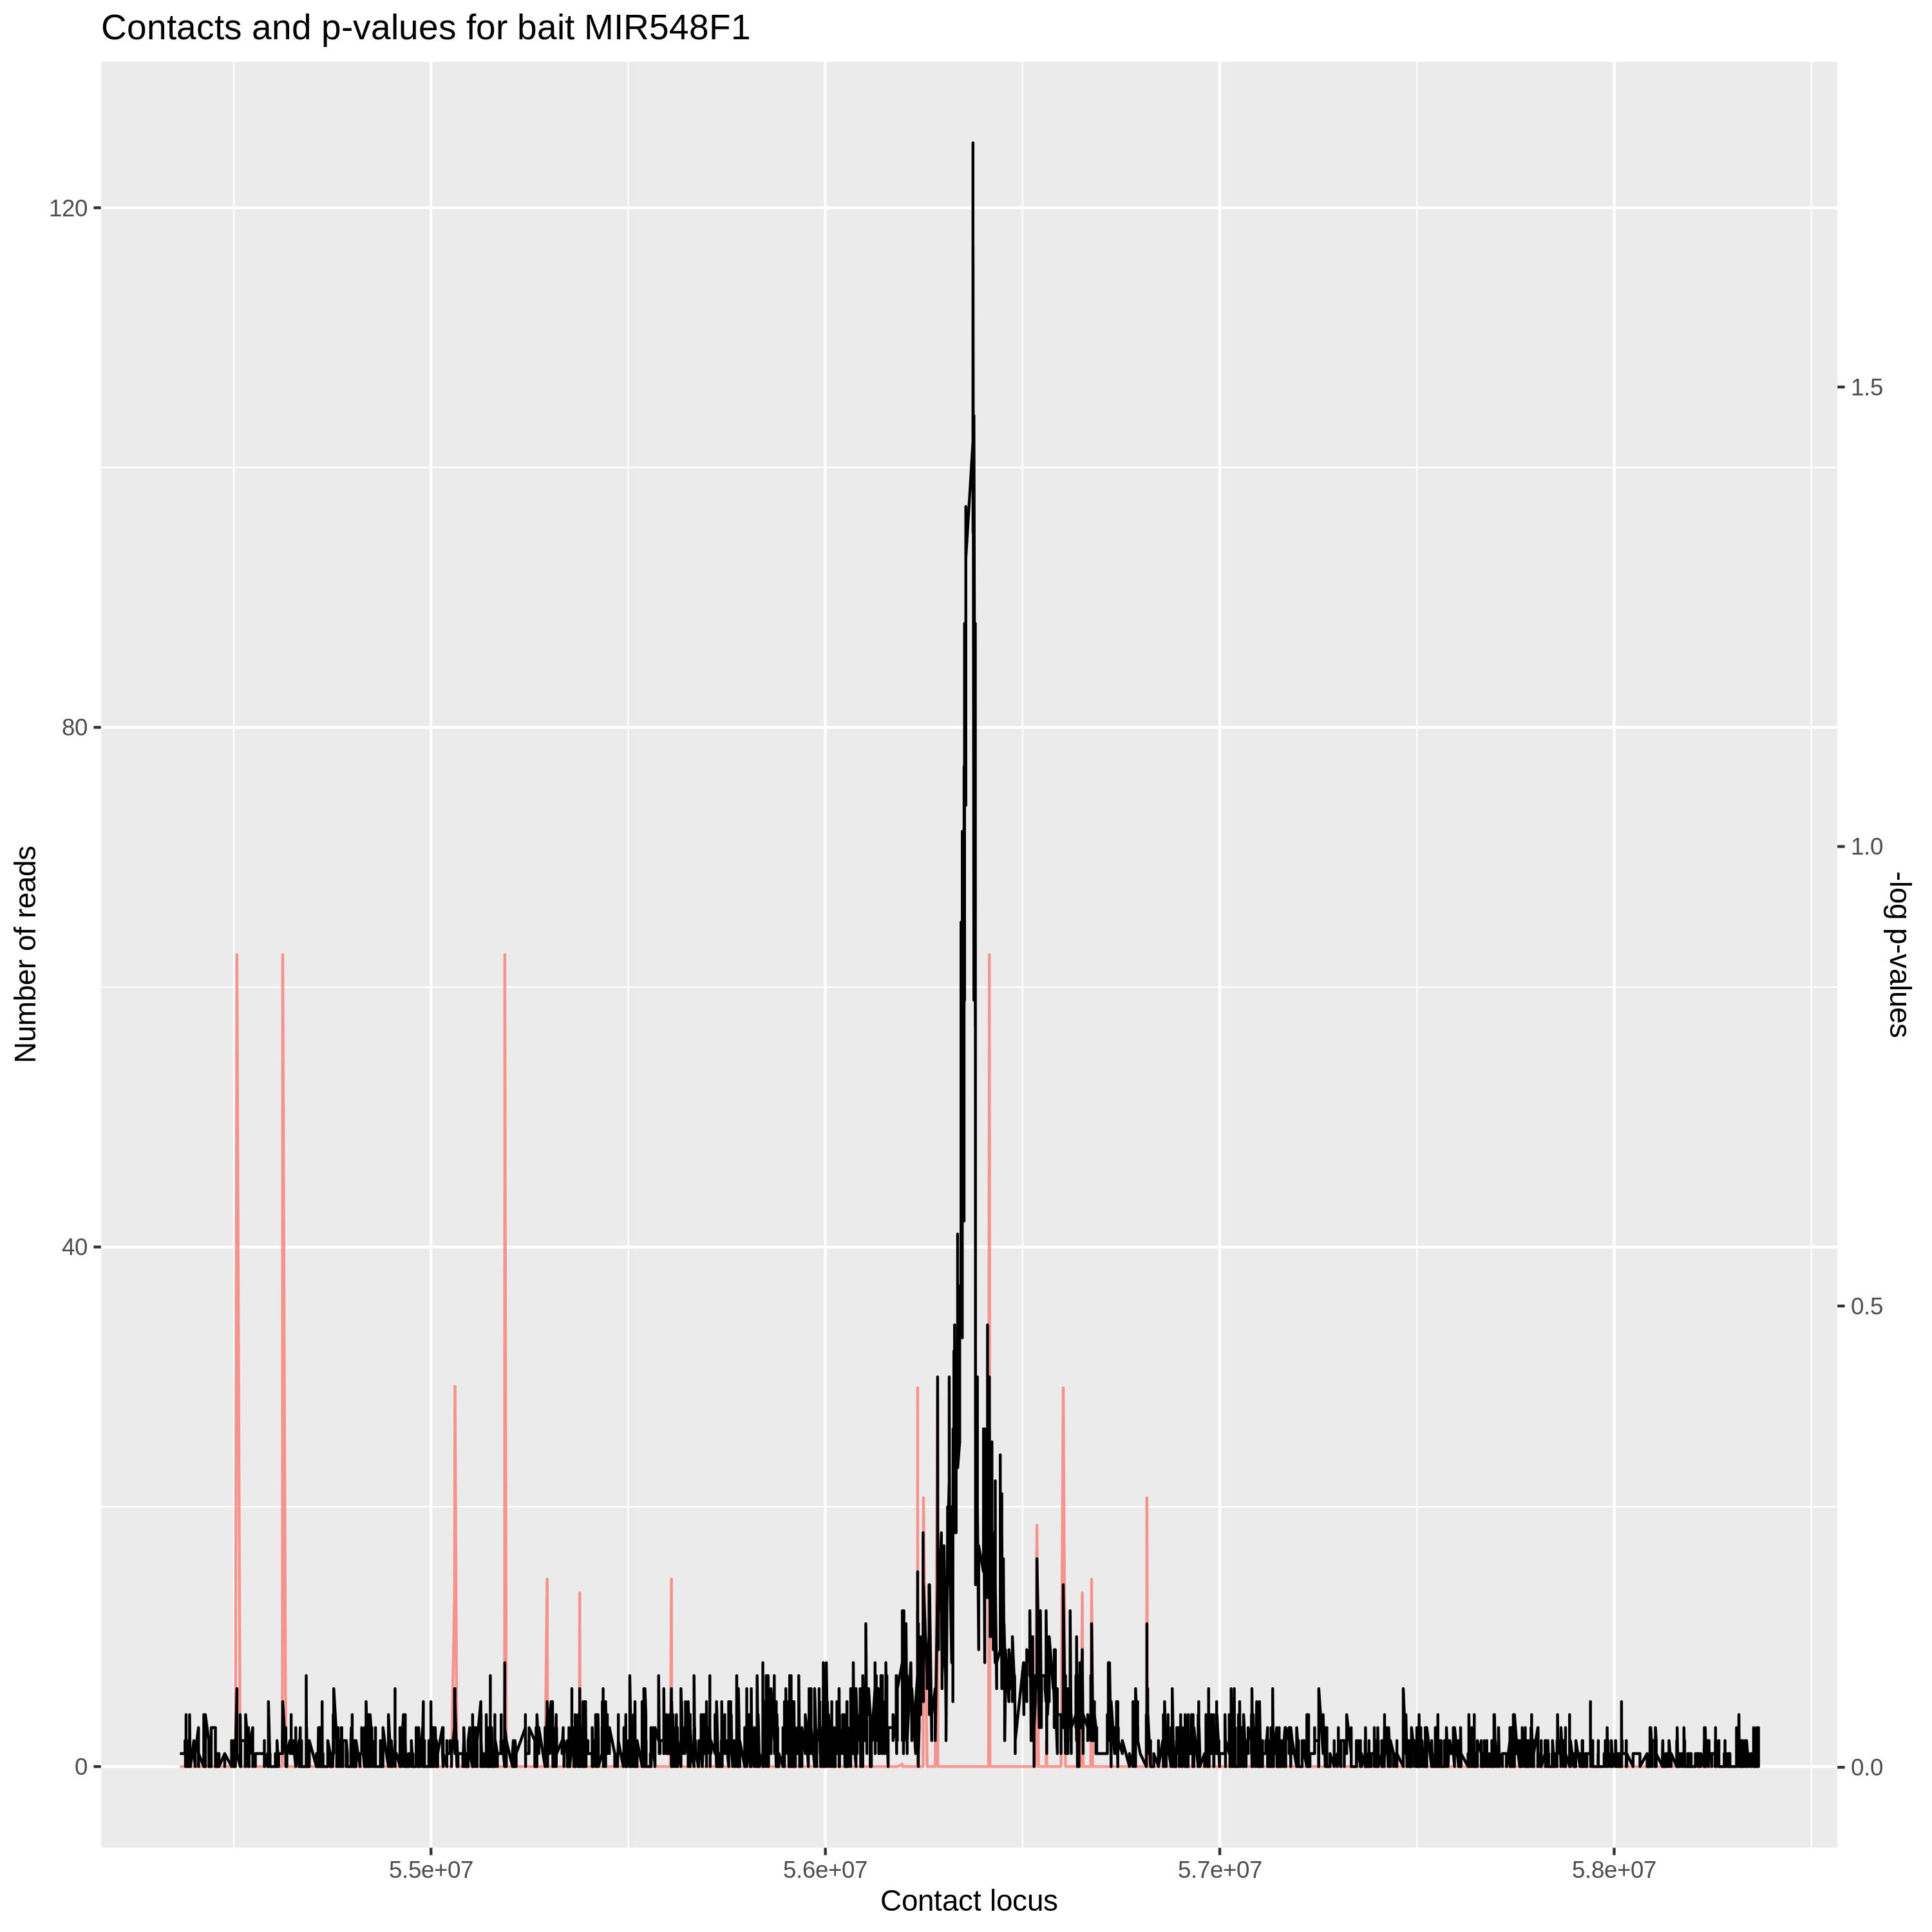 Contacts and p-values for bait MIR548F1
120
80
40
0
Number of reads
1.5
1.0
0.5
0.0
-log p-values
5.5e+07
5.6e+07
5.7e+07
5.8e+07
Contact locus